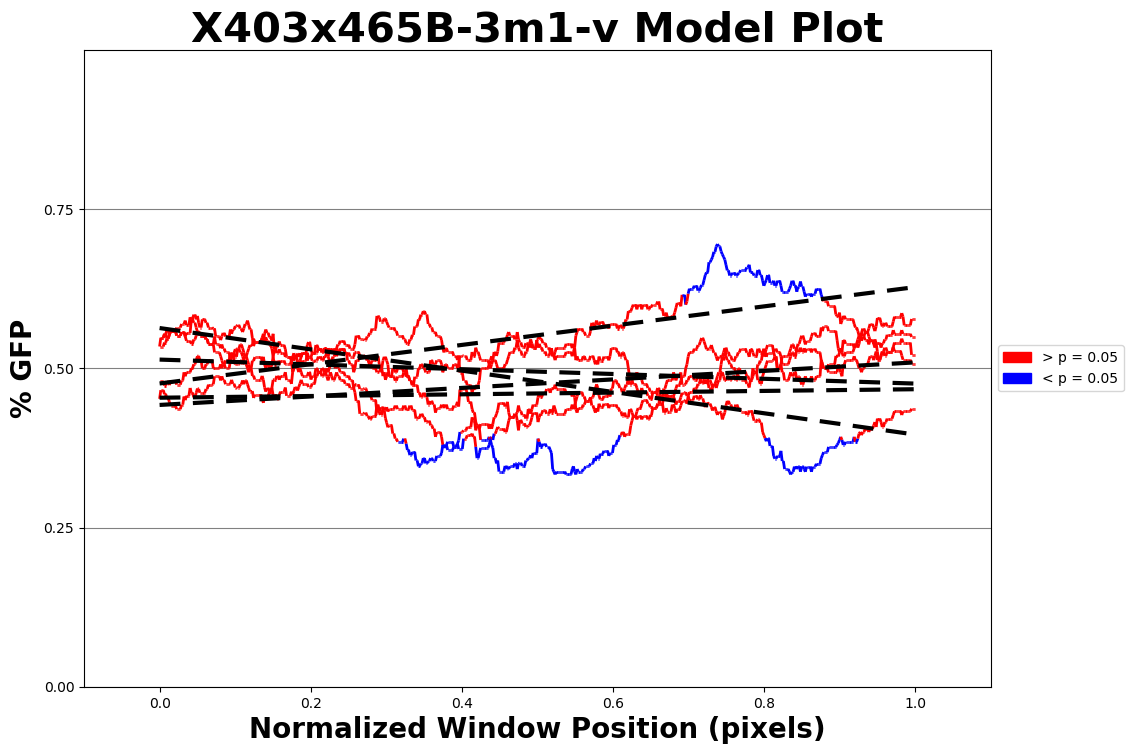 X403x465B-3m1-v Model Plot
% GFP
0.75
0.50
0.25
0.00
0.0 0.2 0.4 0.6 0.8 1.0
Normalized Window Position (pixels)
> p = 0.05
< p = 0.05